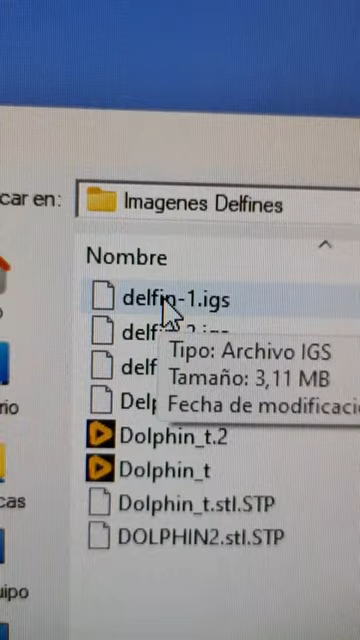 car en:
Imagenes Delfines
Nombre
delfin-1.igs
Tipo: Archivo IGS
Tamaño: 3,11 MB
Fecha de modificaci
Dolphin_t.2
Dolphin_t
Dolphin_t.stl.STP
DOLPHIN2.stl.STP
rio
cas
uipo